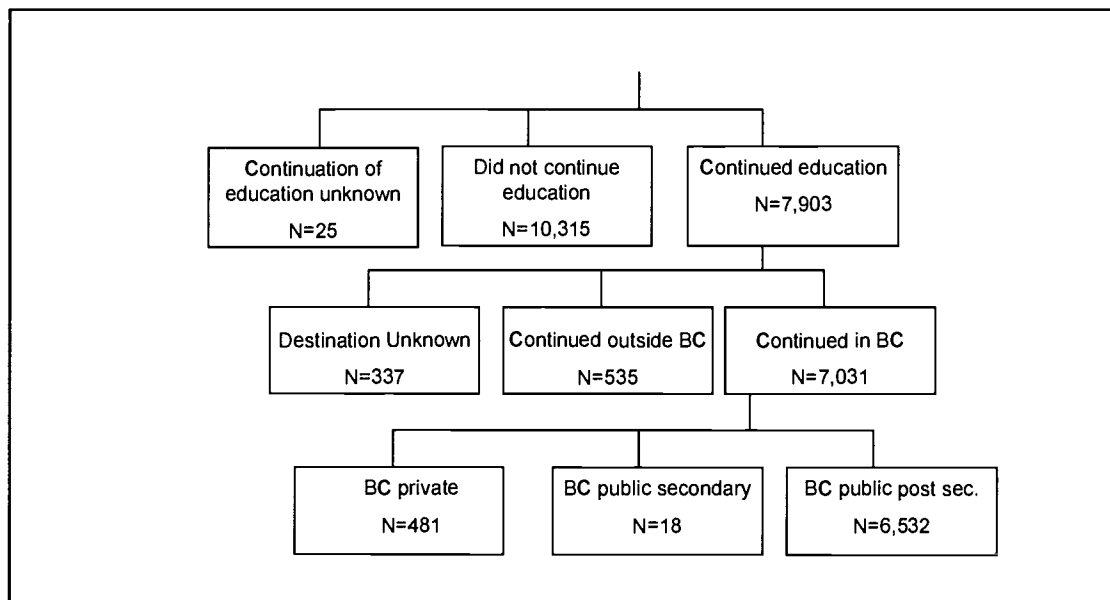 Continuation of
education unknown
N=25
Did not continue
education
N=10,315
Continued education
N=7,903
Destination Unknown
N=337
Continued outside BC
N=535
Continued in BC
N=7,031
BC private
N=481
BC public secondary
N=18
BC public post sec.
N=6,532